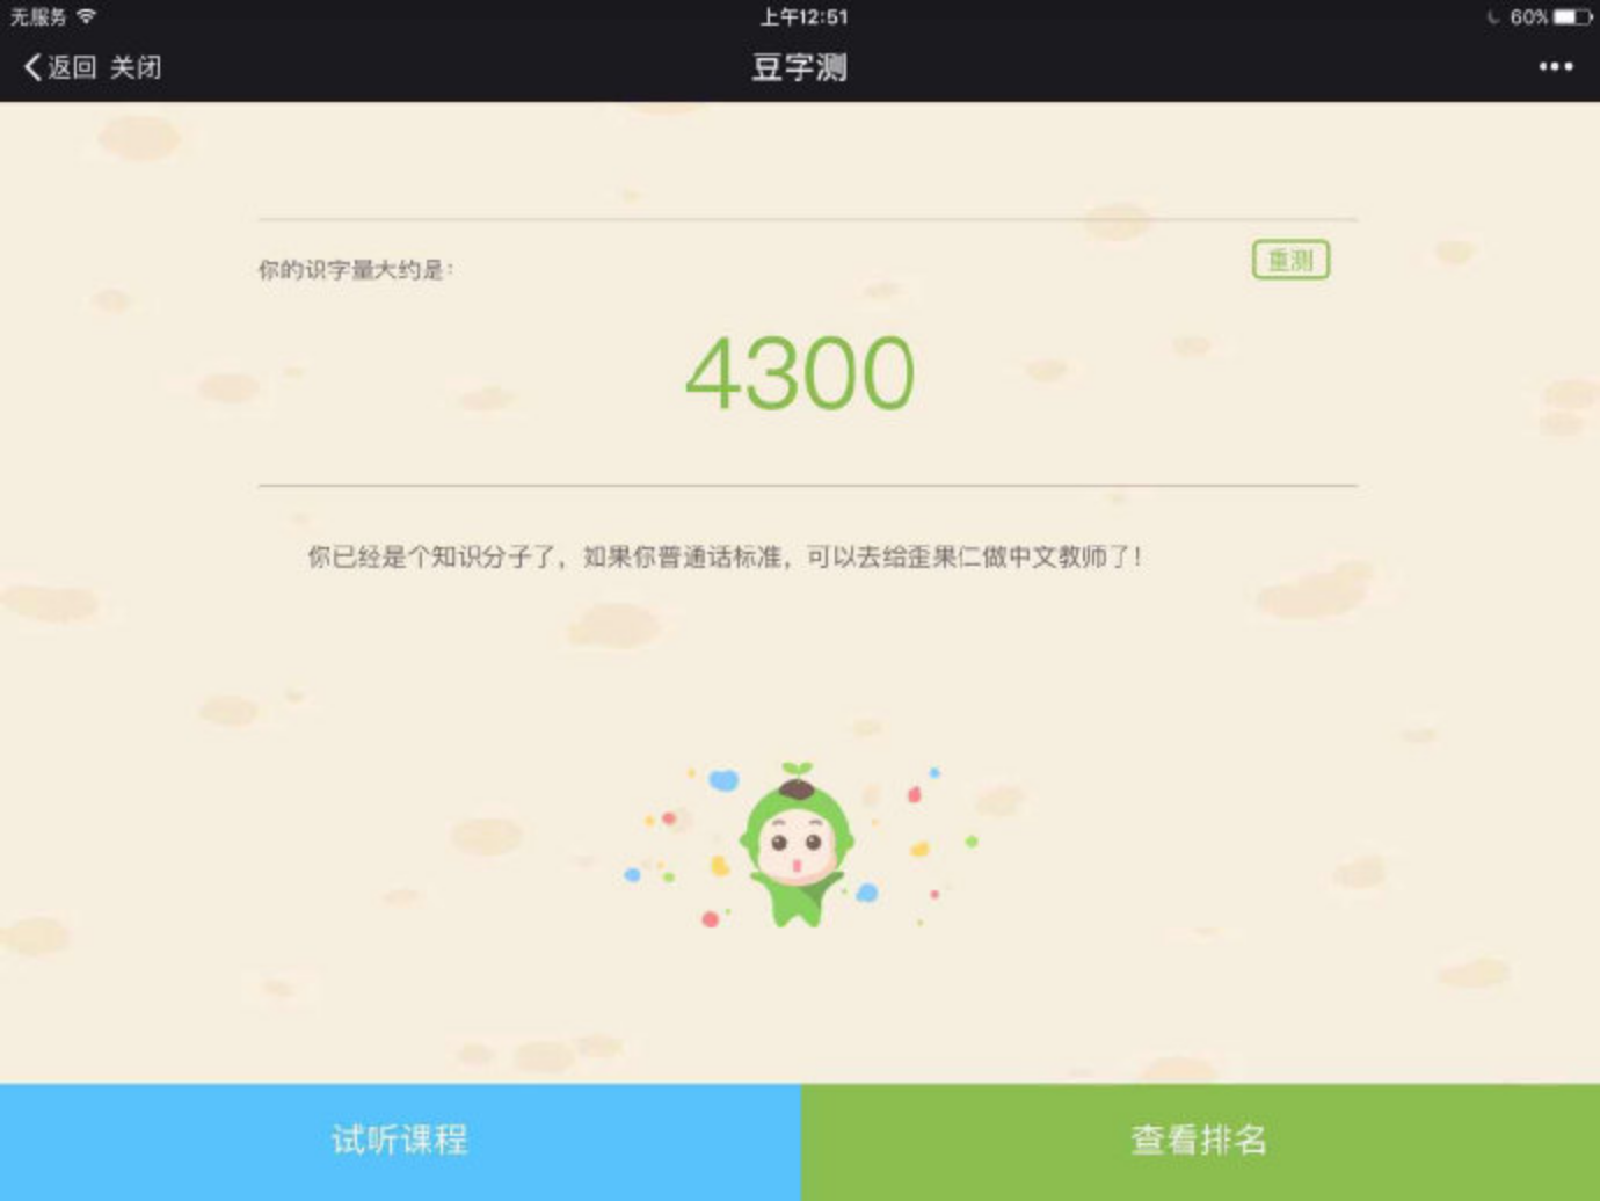 无服务 上午12:51 60%
返回 关闭 豆字测
你的识字量大约是：
重测
4300
你已经是个知识分子了，如果你普通话标准，可以去给歪果仁做中文教师了！
试听课程 查看排名